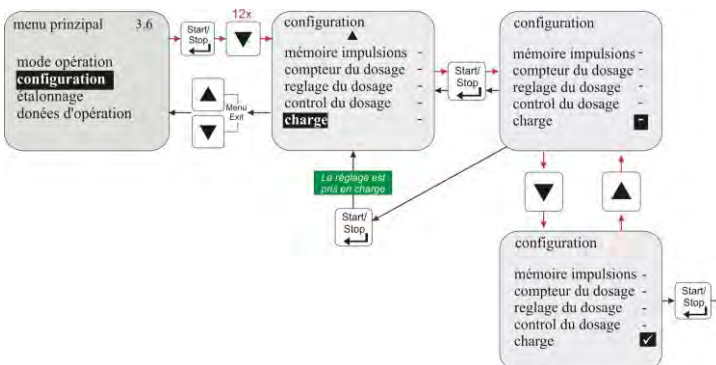 menu prinzipal 3.6
mode opération
configuration
étalonnage
donées d'opération
Start/
Stop
12x
configuration
mémoire impulsions -
compteur du dosage -
reglage du dosage -
control du dosage -
charge -
Start/
Stop
configuration
mémoire impulsions -
compteur du dosage -
reglage du dosage -
control du dosage -
charge -
Menu
Exit
Le réglage est
pris en charge
Start/
Stop
configuration
mémoire impulsions -
compteur du dosage -
reglage du dosage -
control du dosage -
charge ✓
Start/
Stop